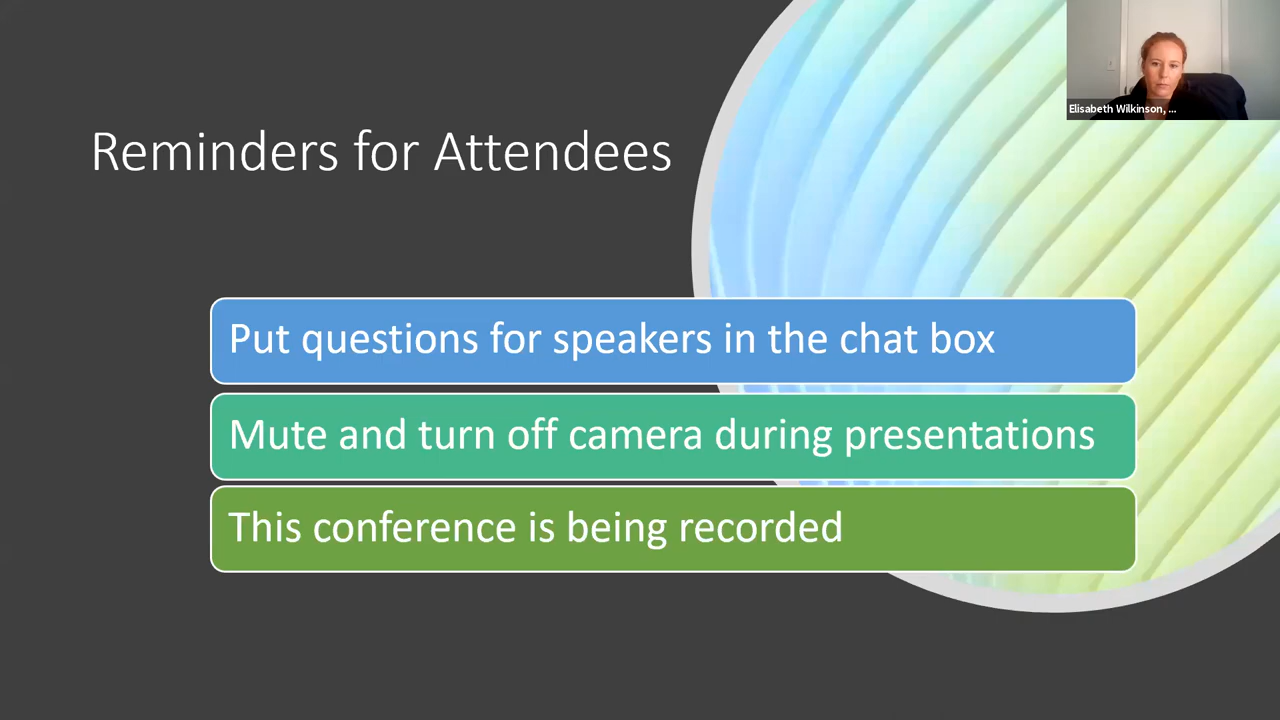 Elisabeth Wilkinson, ...
Reminders for Attendees
Put questions for speakers in the chat box
Mute and turn off camera during presentations
This conference is being recorded